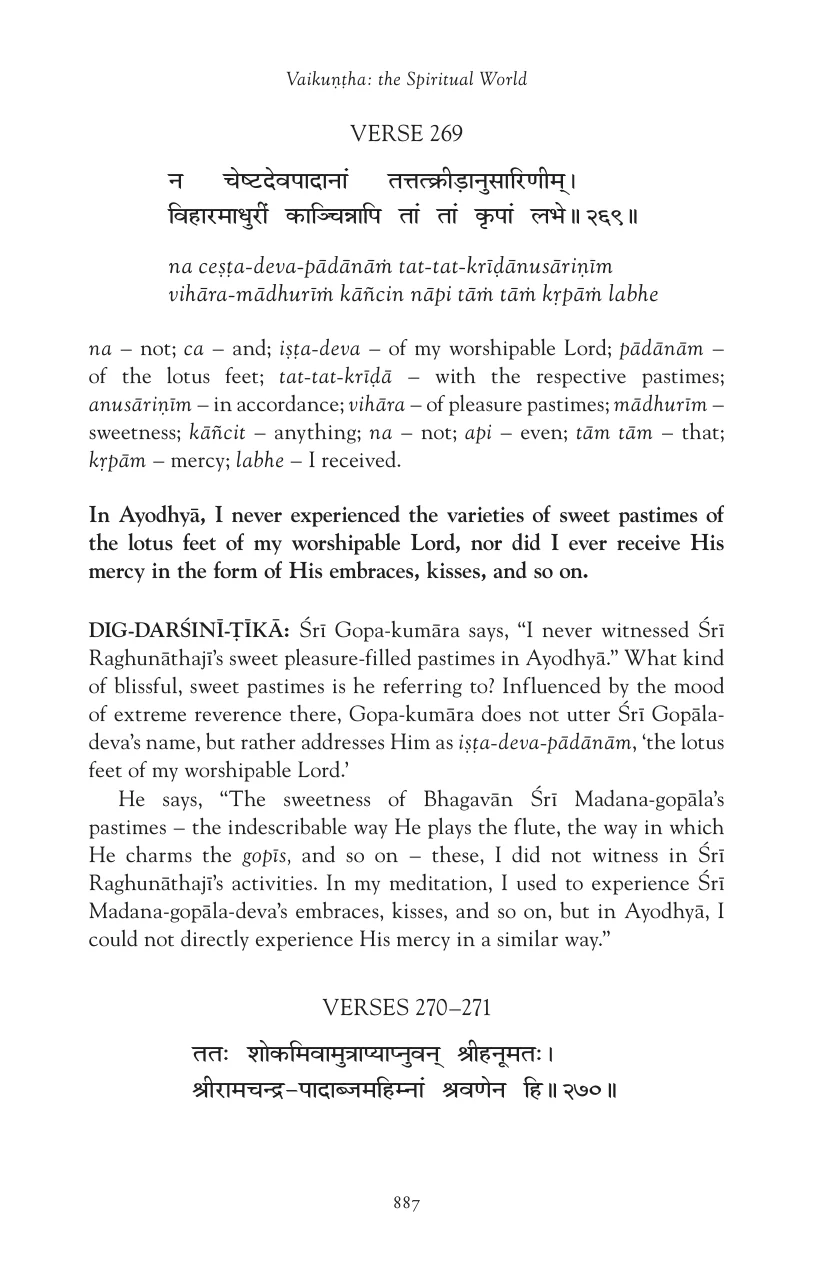 Vaikuṇṭha: the Spiritual World
VERSE 269
न चेष्टदेवपादानां तत्तत्क्रीडानुसारिणीम्।
विहारमाधुरीं काञ्चिन्नापि तां तां कृपां लभे॥२६९॥
na ceṣṭa-deva-pādānāṁ tat-tat-krīḍānusāriṇīm
vihāra-mādhurīṁ kāñcin nāpi tāṁ tāṁ kṛpāṁ labhe
na – not; ca – and; iṣṭa-deva – of my worshipable Lord; pādānām –
of the lotus feet; tat-tat-krīḍā – with the respective pastimes;
anusāriṇīm – in accordance; vihāra – of pleasure pastimes; mādhurīm –
sweetness; kāñcit – anything; na – not; api – even; tām tām – that;
kṛpām – mercy; labhe – I received.
In Ayodhyā, I never experienced the varieties of sweet pastimes of
the lotus feet of my worshipable Lord, nor did I ever receive His
mercy in the form of His embraces, kisses, and so on.
DIG-DARŚINĪ-ṬĪKĀ: Śrī Gopa-kumāra says, “I never witnessed Śrī
Raghunāthajī’s sweet pleasure-filled pastimes in Ayodhyā.” What kind
of blissful, sweet pastimes is he referring to? Influenced by the mood
of extreme reverence there, Gopa-kumāra does not utter Śrī Gopāla-
deva’s name, but rather addresses Him as iṣṭa-deva-pādānām, ‘the lotus
feet of my worshipable Lord.’
He says, “The sweetness of Bhagavān Śrī Madana-gopāla’s
pastimes – the indescribable way He plays the flute, the way in which
He charms the gopīs, and so on – these, I did not witness in Śrī
Raghunāthajī’s activities. In my meditation, I used to experience Śrī
Madana-gopāla-deva’s embraces, kisses, and so on, but in Ayodhyā, I
could not directly experience His mercy in a similar way.”
VERSES 270–271
ततः शोकमिवामुत्राप्याप्नुवन् श्रीहनूमतः।
श्रीरामचन्द्र-पादाब्जमहिम्नां श्रवणेन हि॥२७०॥
887